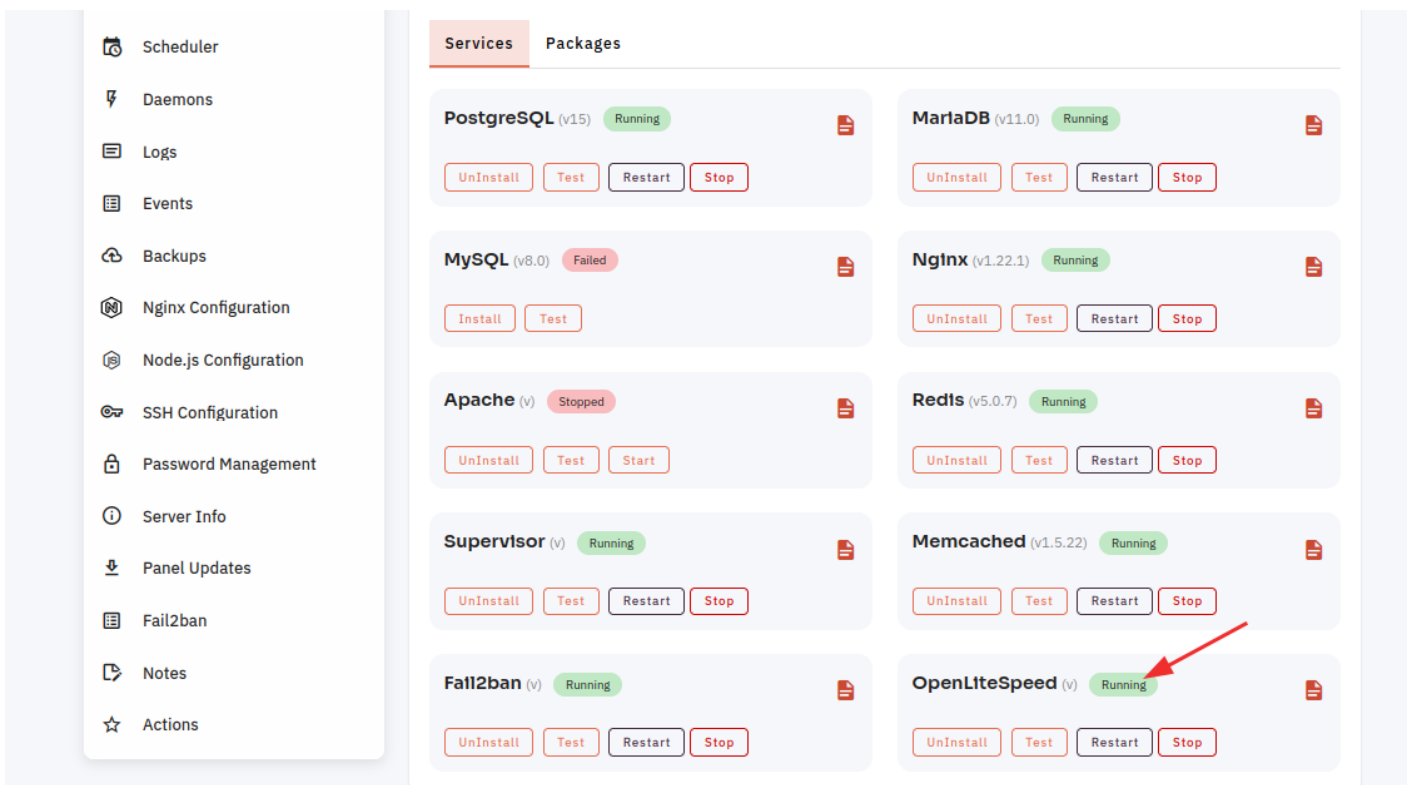 Scheduler
Daemons
Logs
Events
Backups
Nginx Configuration
Node.js Configuration
SSH Configuration
Password Management
Server Info
Panel Updates
Fail2ban
Notes
Actions
Services Packages
PostgreSQL (v15) Running
UnInstall Test Restart Stop
MariaDB (v11.0) Running
UnInstall Test Restart Stop
MySQL (v8.0) Failed
Install Test
Nginx (v1.22.1) Running
UnInstall Test Restart Stop
Apache (v) Stopped
UnInstall Test Start
Redis (v5.0.7) Running
UnInstall Test Restart Stop
Supervisor (v) Running
UnInstall Test Restart Stop
Memcached (v1.5.22) Running
UnInstall Test Restart Stop
Fail2ban (v) Running
UnInstall Test Restart Stop
OpenLiteSpeed (v) Running
UnInstall Test Restart Stop